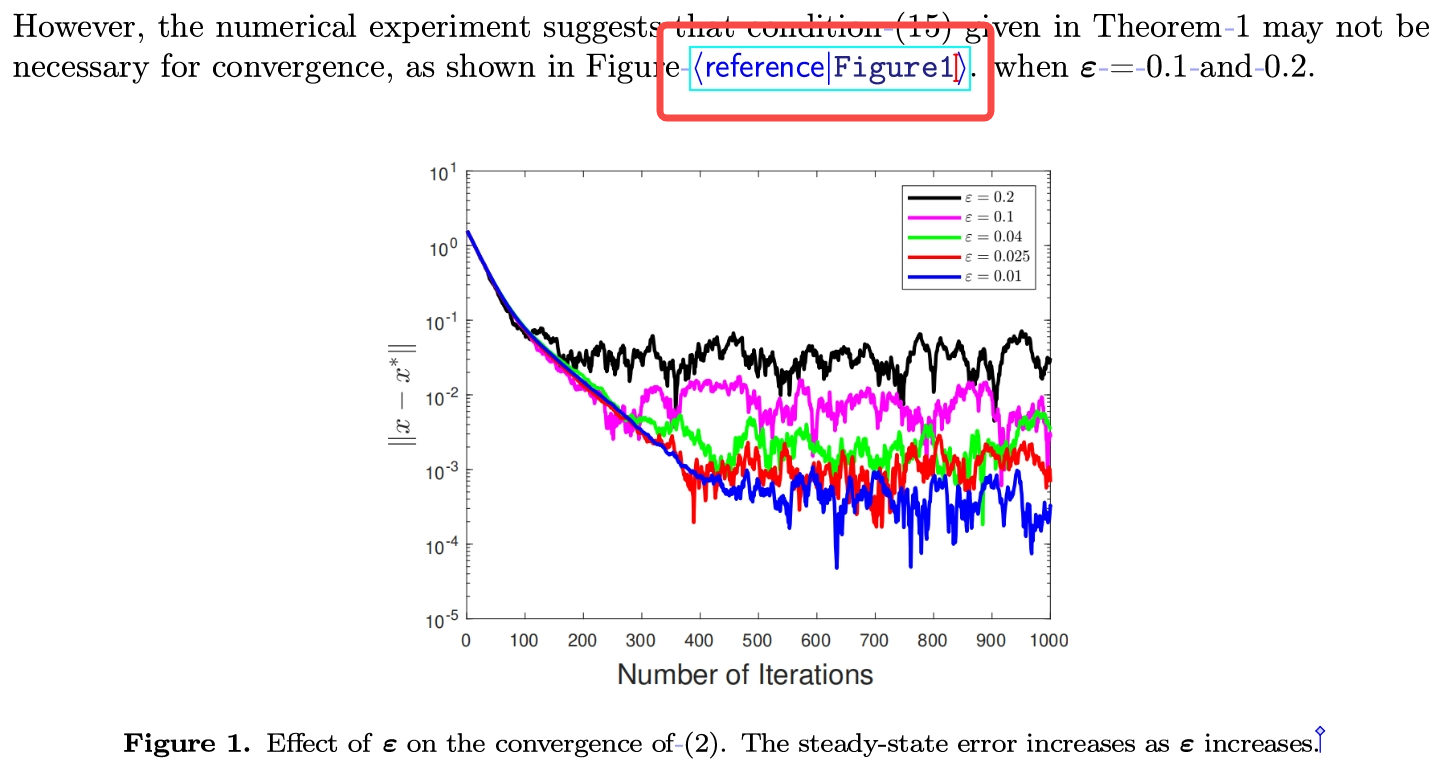 However, the numerical experiment suggests that condition (15) given in Theorem 1 may not be
necessary for convergence, as shown in Figure ⟨reference|Figure1⟩. when ε = 0.1 and 0.2.
10^1
ε = 0.2
ε = 0.1
ε = 0.04
ε = 0.025
ε = 0.01
10^0
10^-1
10^-2
10^-3
10^-4
10^-5
‖x − x*‖
0 100 200 300 400 500 600 700 800 900 1000
Number of Iterations
Figure 1. Effect of ε on the convergence of (2). The steady-state error increases as ε increases.